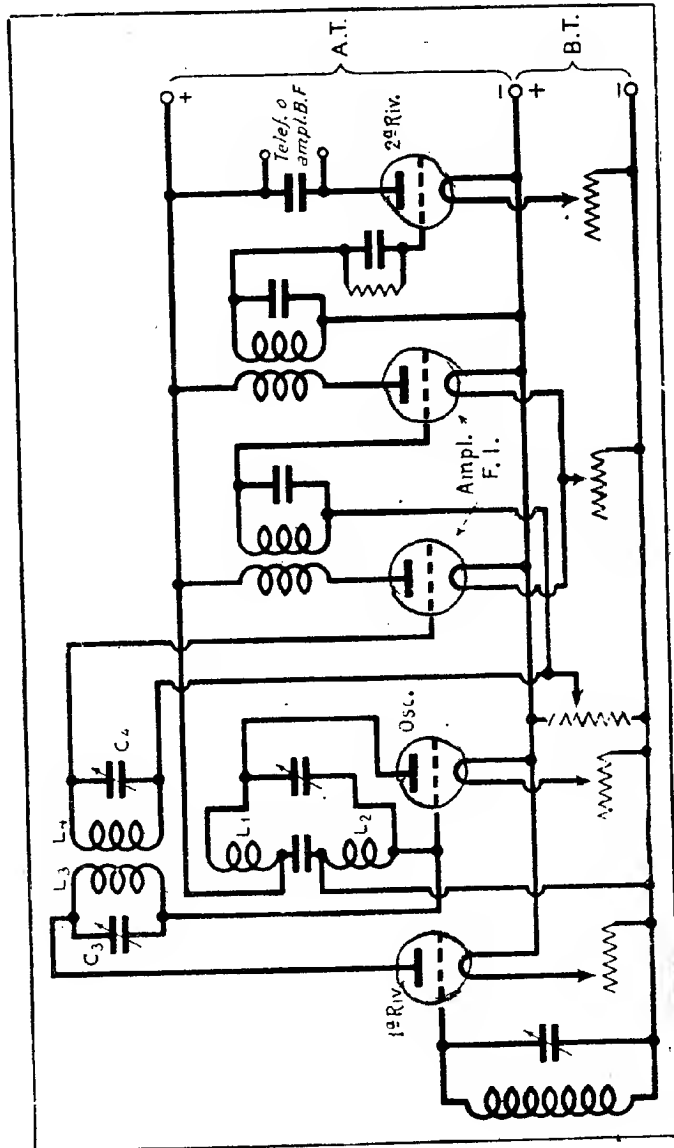 A.T.
B.T.
+
−
+
−
Telef. o
ampl. B.F
2ª Riv.
Ampl.
F. I.
Osc.
1ª Riv.
L₁
L₂
L₃
L₄
C₃
C₄